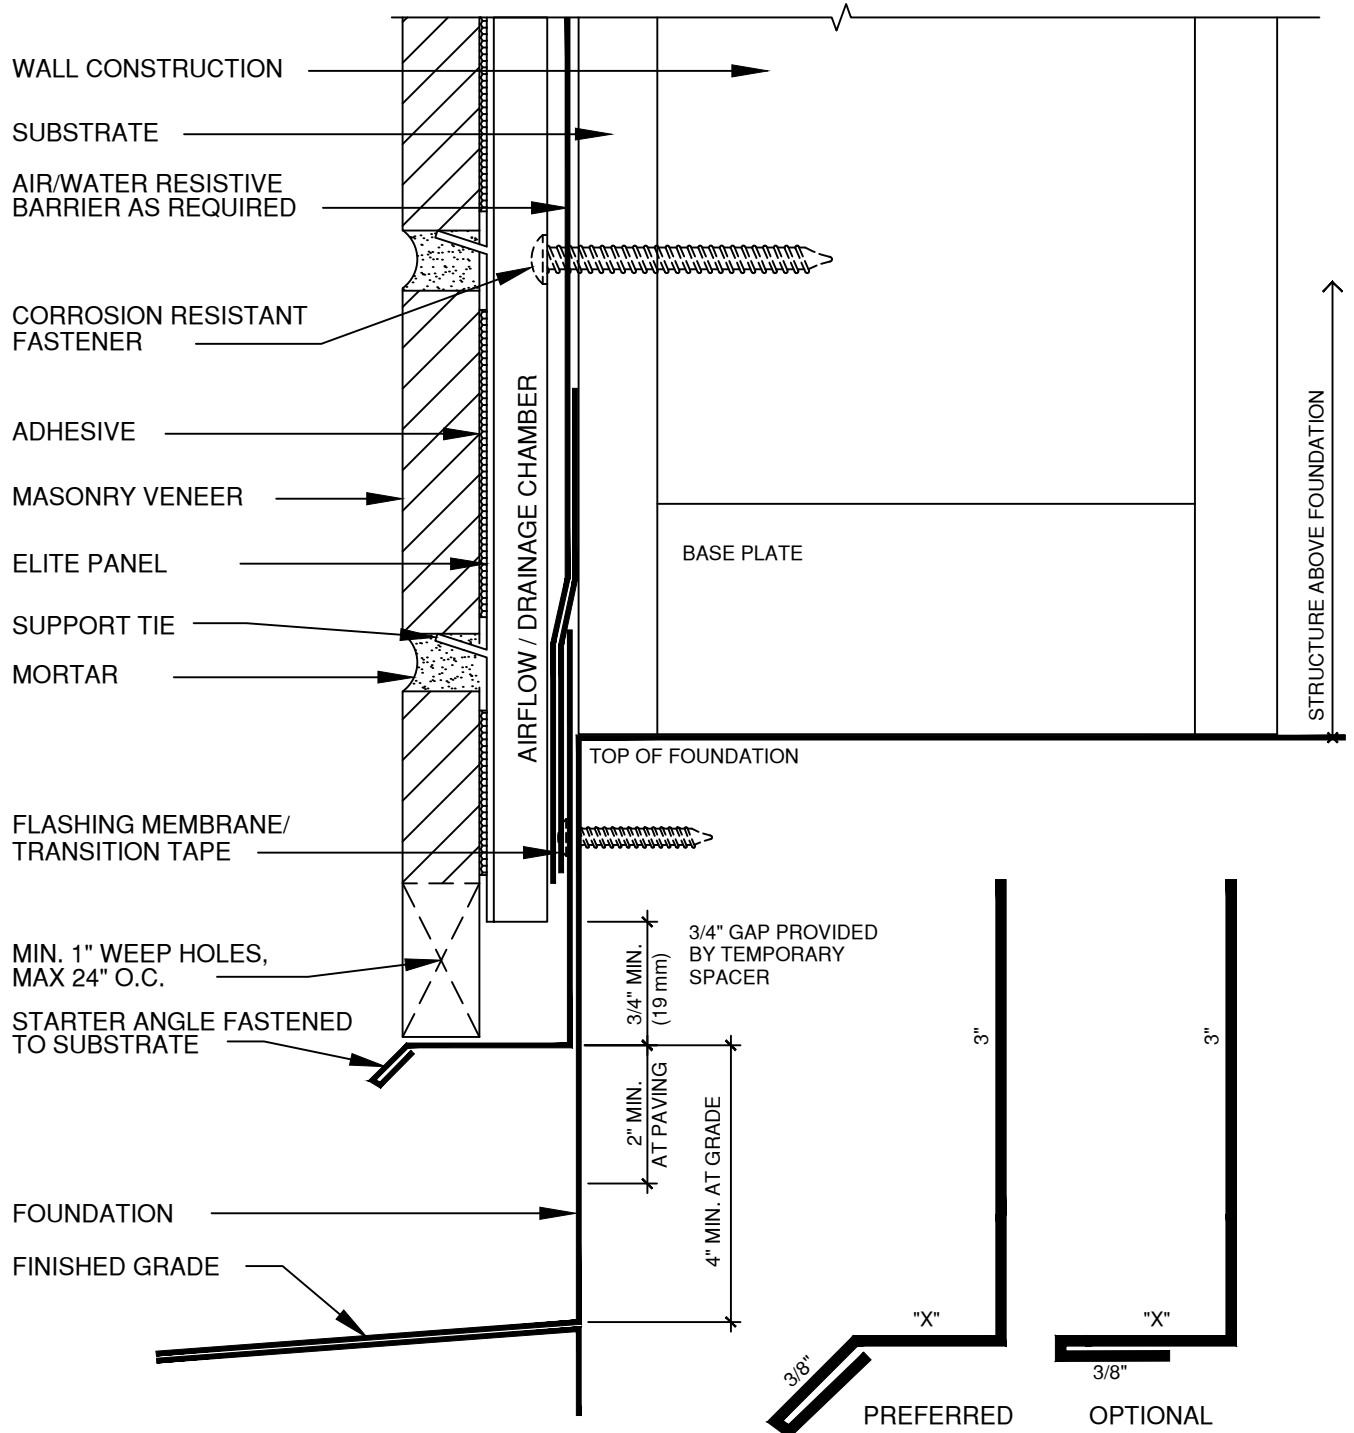 WALL CONSTRUCTION
SUBSTRATE
AIR/WATER RESISTIVE
BARRIER AS REQUIRED
CORROSION RESISTANT
FASTENER
ADHESIVE
MASONRY VENEER
ELITE PANEL
SUPPORT TIE
MORTAR
FLASHING MEMBRANE/
TRANSITION TAPE
MIN. 1" WEEP HOLES,
MAX 24" O.C.
STARTER ANGLE FASTENED
TO SUBSTRATE
FOUNDATION
FINISHED GRADE
AIRFLOW / DRAINAGE CHAMBER
BASE PLATE
STRUCTURE ABOVE FOUNDATION
TOP OF FOUNDATION
3/4" GAP PROVIDED
BY TEMPORARY
SPACER
3/4" MIN.
(19 mm)
2" MIN.
AT PAVING
4" MIN. AT GRADE
3"
"X"
3/8"
PREFERRED
3"
"X"
3/8"
OPTIONAL